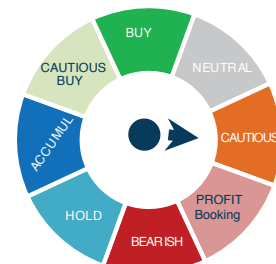 BUY
NEUTRAL
CAUTIOUS
PROFIT
Booking
BEARISH
HOLD
ACCUMUL
CAUTIOUS
BUY